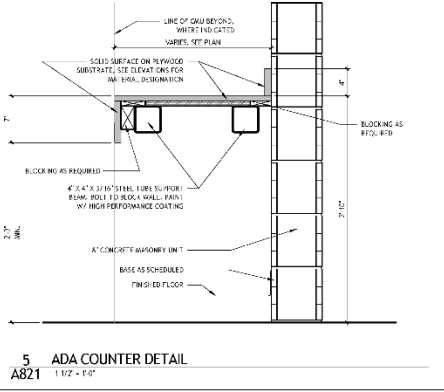 LINE OF CMU BEYOND,
WHERE INDICATED
VARIES, SEE PLAN
SOLID SURFACE ON PLYWOOD
SUBSTRATE, SEE ELEVATIONS FOR
MATERIAL DESIGNATION
4"
7"
BLOCKING AS
REQUIRED
BLOCKING AS REQUIRED
4" X 4" X 3/16" STEEL TUBE SUPPORT
BEAM. BOLT TO BLOCK WALL. PAINT
W/ HIGH PERFORMANCE COATING
2'-10"
2'-3"
MIN.
8" CONCRETE MASONRY UNIT
BASE AS SCHEDULED
FINISHED FLOOR
5 ADA COUNTER DETAIL
A821 1 1/2" = 1'-0"